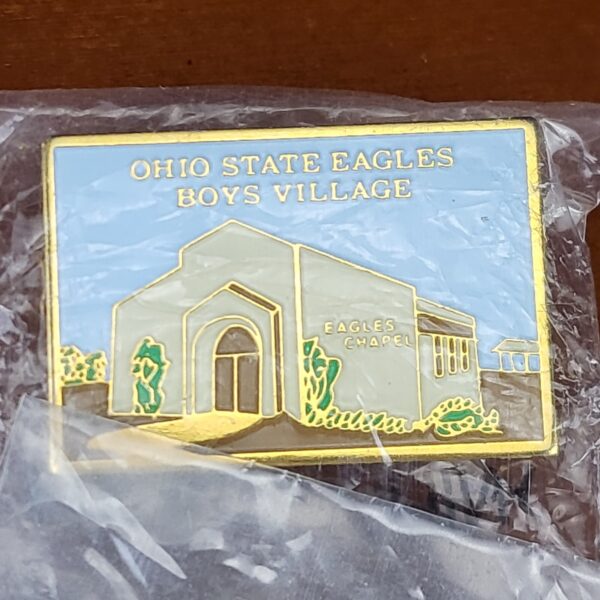 OHIO STATE EAGLES
BOYS VILLAGE
EAGLES
CHAPEL